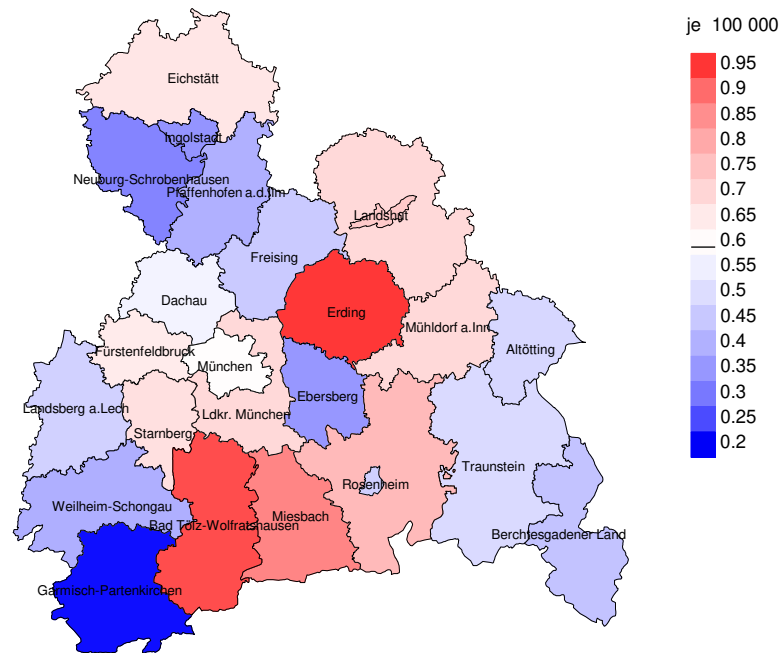 je 100 000
0.95
0.9
0.85
0.8
0.75
0.7
0.65
0.6
0.55
0.5
0.45
0.4
0.35
0.3
0.25
0.2
Eichstätt
Ingolstadt
Neuburg-Schrobenhausen
Pfaffenhofen a.d.Ilm
Landshut
Freising
Dachau
Erding
Mühldorf a.Inn
Altötting
Fürstenfeldbruck
München
Ebersberg
Landsberg a.Lech
Ldkr. München
Starnberg
Traunstein
Rosenheim
Weilheim-Schongau
Bad Tölz-Wolfratshausen
Miesbach
Berchtesgadener Land
Garmisch-Partenkirchen